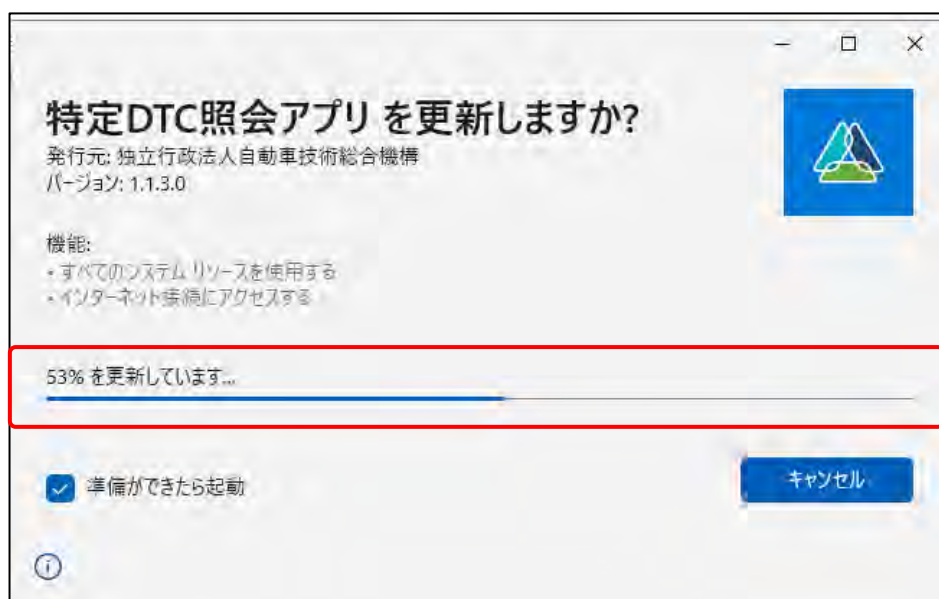 特定DTC照会アプリ を更新しますか?
発行元: 独立行政法人自動車技術総合機構
バージョン: 1.1.3.0
機能:
• すべてのシステム リソースを使用する
• インターネット接続にアクセスする
53% を更新しています...
準備ができたら起動
キャンセル